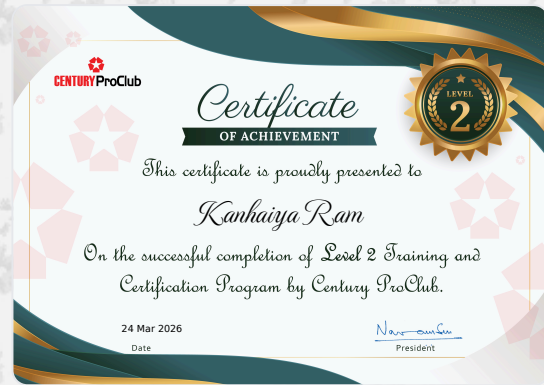 CENTURY ProClub
LEVEL
2
Certificate
OF ACHIEVEMENT
This certificate is proudly presented to
Kanhaiya Ram
On the successful completion of Level 2 Training and
Certification Program by Century ProClub.
24 Mar 2026
Date
President